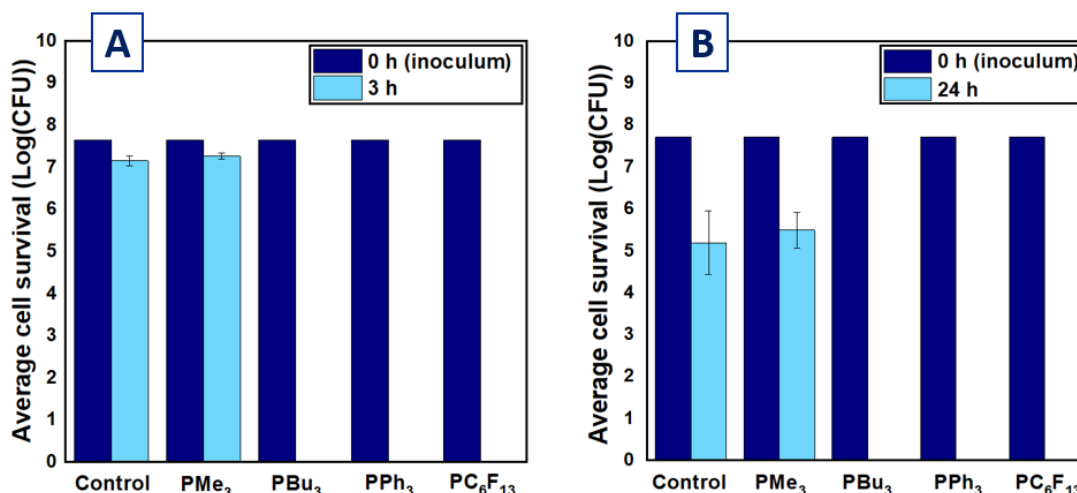 A
Average cell survival (Log(CFU))
10
9
8
7
6
5
4
3
2
1
0
0 h (inoculum)
3 h
Control PMe₃ PBu₃ PPh₃ PC₆F₁₃
B
Average cell survival (Log(CFU))
10
9
8
7
6
5
4
3
2
1
0
0 h (inoculum)
24 h
Control PMe₃ PBu₃ PPh₃ PC₆F₁₃